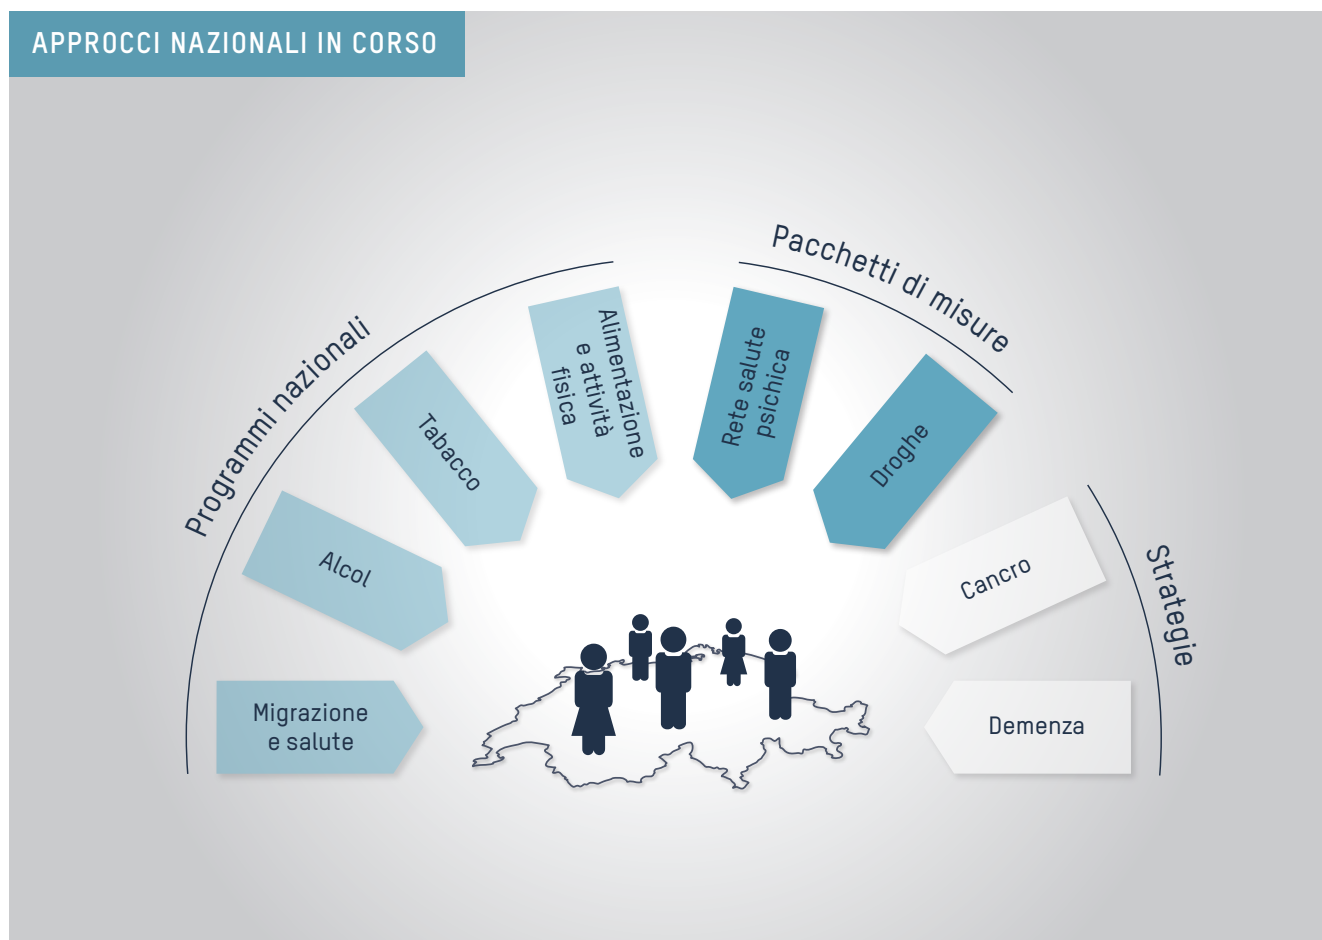 APPROCCI NAZIONALI IN CORSO
Programmi nazionali
Migrazione
e salute
Alcol
Tabacco
Alimentazione
e attività
fisica
Pacchetti di misure
Rete salute
psichica
Droghe
Strategie
Cancro
Demenza